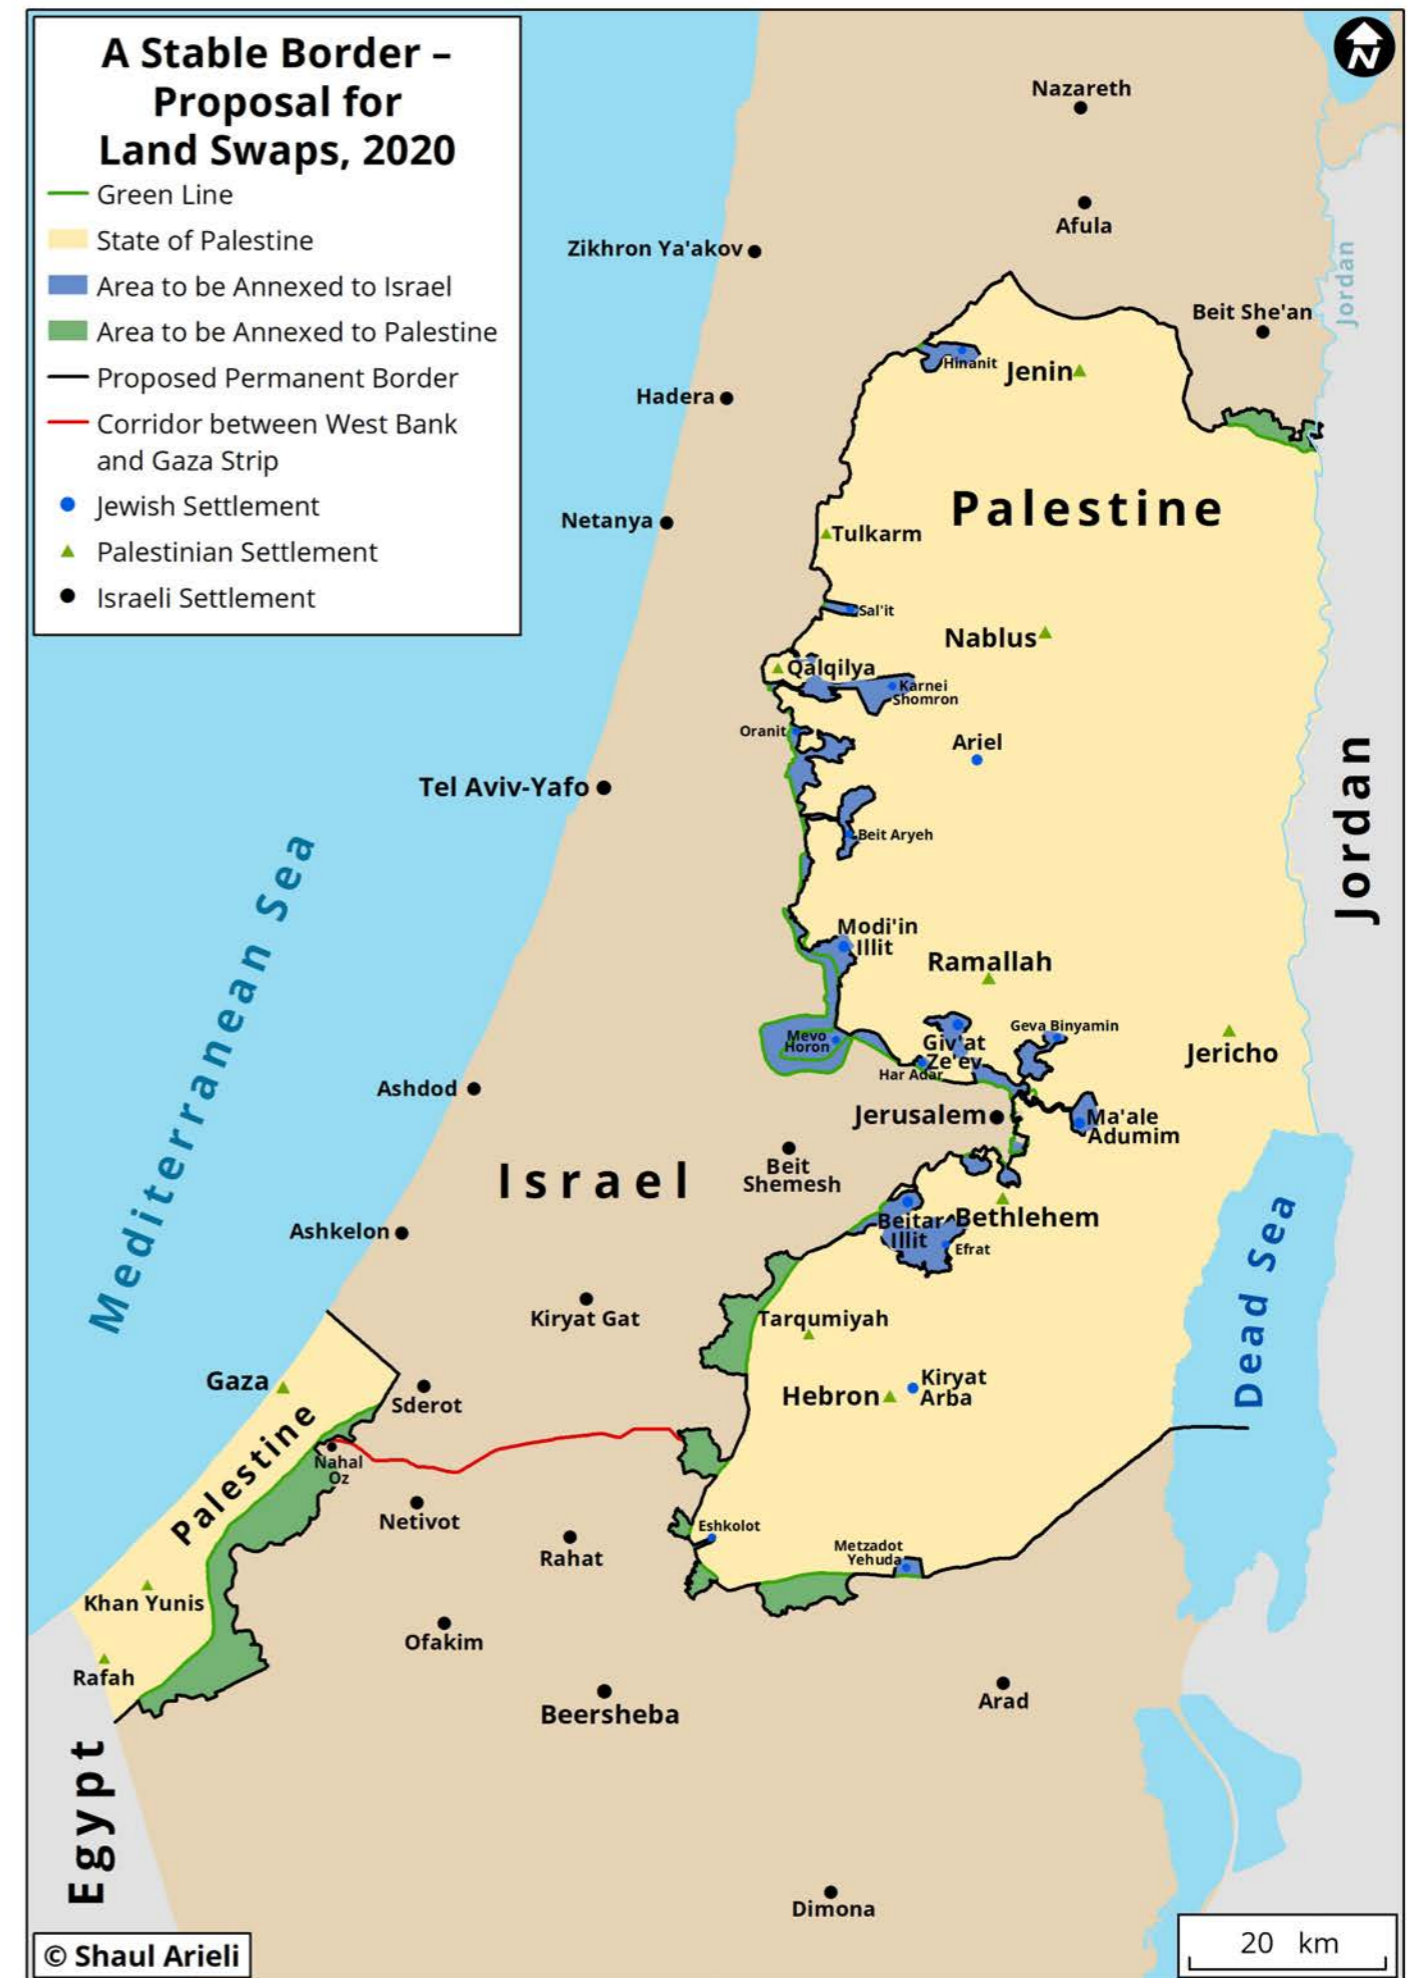 A Stable Border –
Proposal for
Land Swaps, 2020
Green Line
State of Palestine
Area to be Annexed to Israel
Area to be Annexed to Palestine
Proposed Permanent Border
Corridor between West Bank
and Gaza Strip
Jewish Settlement
Palestinian Settlement
Israeli Settlement
N
Nazareth
Afula
Zikhron Ya'akov
Jordan
Beit She'an
Hinanit
Jenin
Hadera
Palestine
Netanya
Tulkarm
Sal'it
Nablus
Qalqilya
Karnei
Shomron
Oranit
Ariel
Tel Aviv-Yafo
Jordan
Beit Aryeh
Mediterranean Sea
Modi'in
Illit
Ramallah
Mevo
Horon
Giv'at
Ze'ev
Geva Binyamin
Jericho
Har Adar
Ashdod
Jerusalem
Ma'ale
Adumim
Israel
Beit
Shemesh
Bethlehem
Beitar
Illit
Efrat
Ashkelon
Dead Sea
Kiryat Gat
Tarqumiyah
Gaza
Sderot
Hebron
Kiryat
Arba
Palestine
Nahal
Oz
Netivot
Rahat
Eshkolot
Metzadot
Yehuda
Khan Yunis
Ofakim
Rafah
Beersheba
Arad
Egypt
Dimona
© Shaul Arieli
20 km